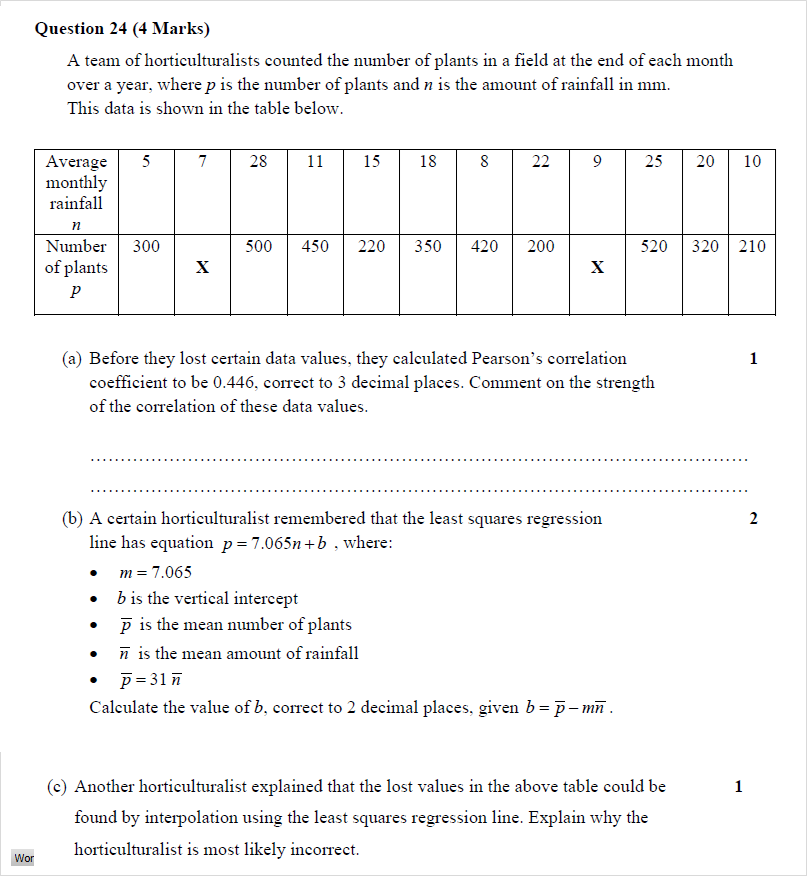 Question 24 (4 Marks)
A team of horticulturalists counted the number of plants in a field at the end of each month
over a year, where p is the number of plants and n is the amount of rainfall in mm.
This data is shown in the table below.
Average monthly rainfall n 5 7 28 11 15 18 8 22 9 25 20 10
Number of plants p 300 X 500 450 220 350 420 200 X 520 320 210
(a) Before they lost certain data values, they calculated Pearson’s correlation 1
coefficient to be 0.446, correct to 3 decimal places. Comment on the strength
of the correlation of these data values.
(b) A certain horticulturalist remembered that the least squares regression 2
line has equation p = 7.065n + b , where:
• m = 7.065
• b is the vertical intercept
• p̅ is the mean number of plants
• n̅ is the mean amount of rainfall
• p̅ = 31 n̅
Calculate the value of b, correct to 2 decimal places, given b = p̅ − mn̅ .
(c) Another horticulturalist explained that the lost values in the above table could be 1
found by interpolation using the least squares regression line. Explain why the
horticulturalist is most likely incorrect.
Wor